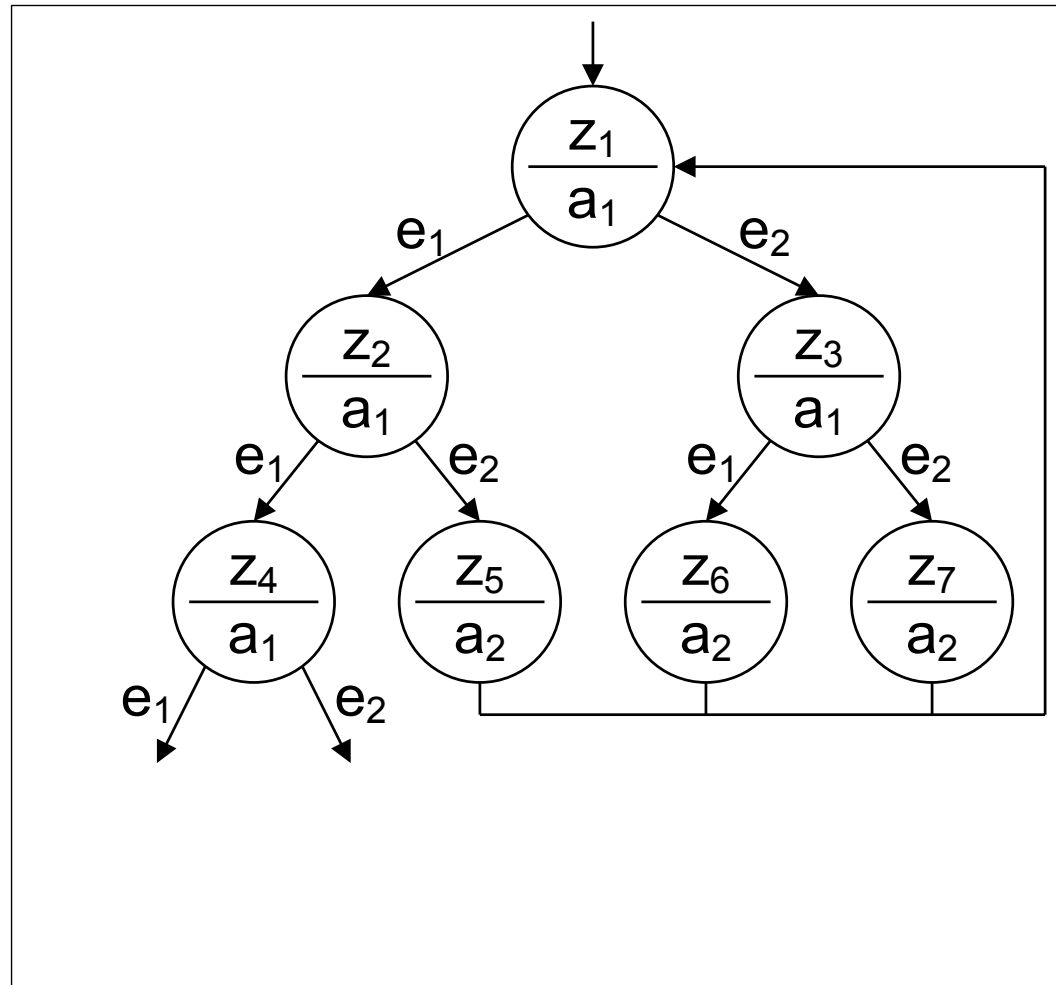 z₁
a₁
e₁ e₂
z₂ z₃
a₁ a₁
e₁ e₂ e₁ e₂
z₄ z₅ z₆ z₇
a₁ a₂ a₂ a₂
e₁ e₂